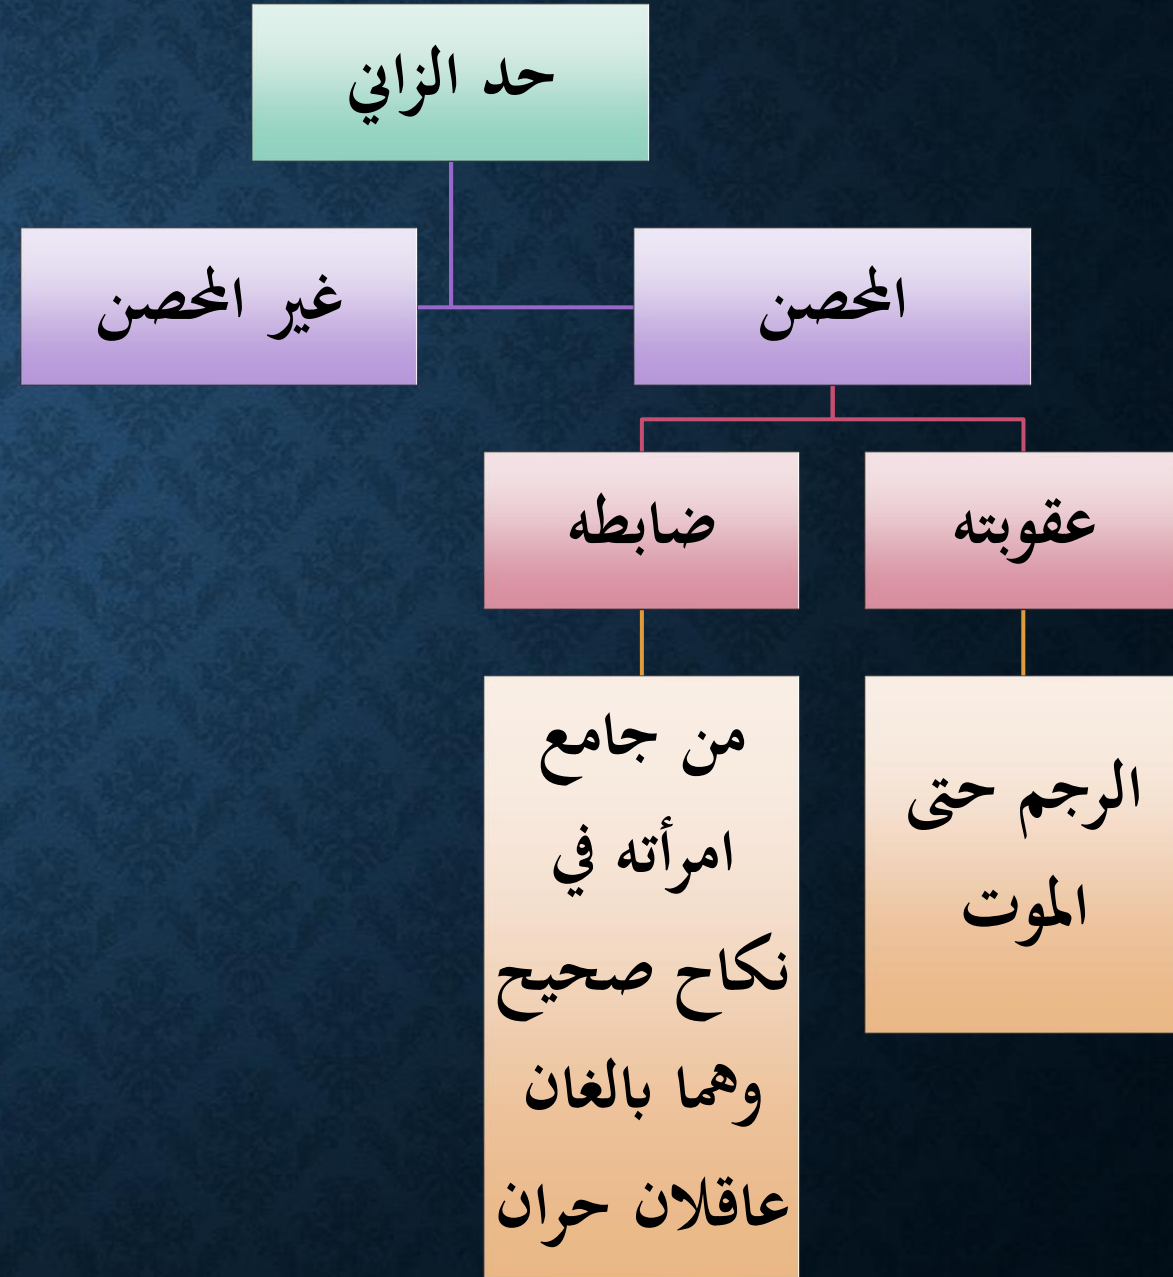 حد الزاني
المحصن
غير المحصن
عقوبته
ضابطه
الرجم حتى
الموت
من جامع
امرأته في
نكاح صحيح
وهما بالغان
عاقلان حران